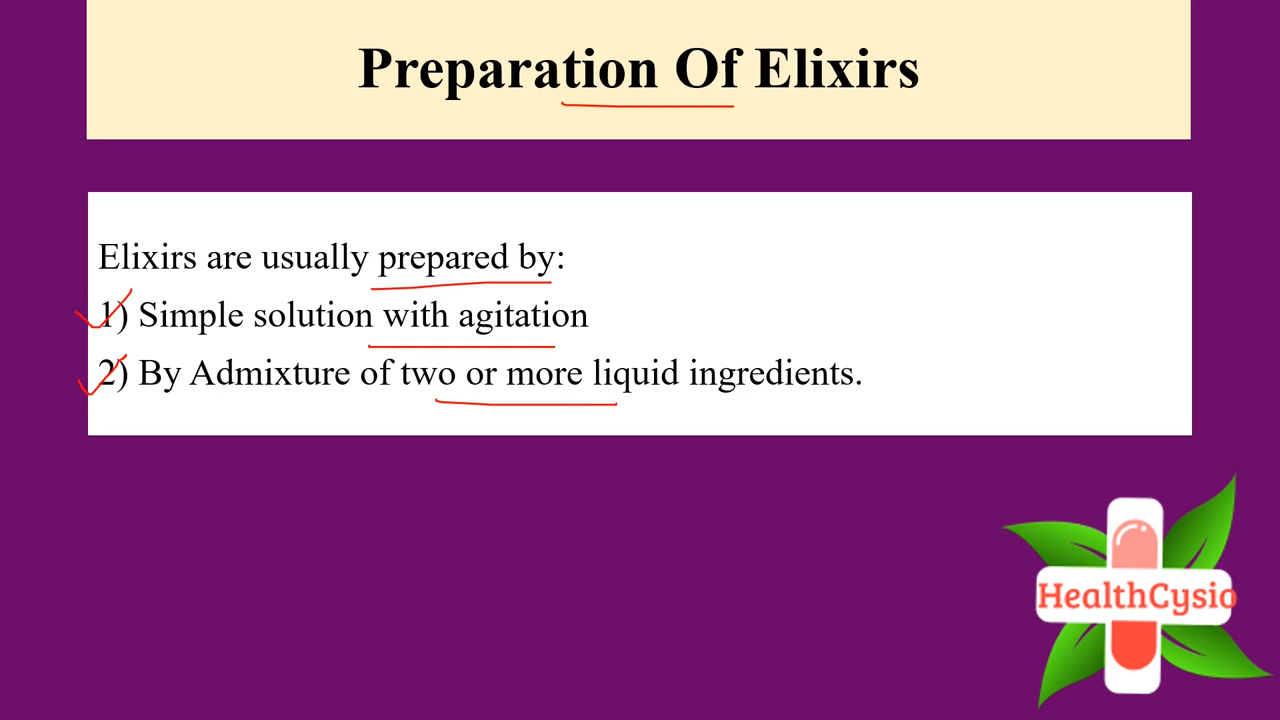 Preparation Of Elixirs
Elixirs are usually prepared by:
1) Simple solution with agitation
2) By Admixture of two or more liquid ingredients.
HealthCysio